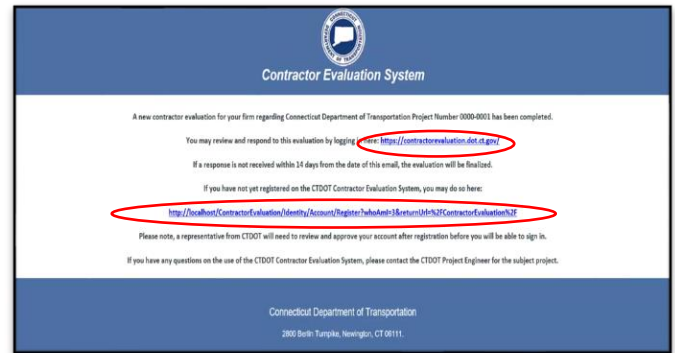 Contractor Evaluation System
A new contractor evaluation for your firm regarding Connecticut Department of Transportation Project Number 0000-0001 has been completed.
You may review and respond to this evaluation by logging in here: https://contractorevaluation.dot.ct.gov/
If a response is not received within 14 days from the date of this email, the evaluation will be finalized.
If you have not yet registered on the CTDOT Contractor Evaluation System, you may do so here:
http://localhost/ContractorEvaluation/Identity/Account/Register?whoAmI=3&returnUrl=%2FContractorEvaluation%2F
Please note, a representative from CTDOT will need to review and approve your account after registration before you will be able to sign in.
If you have any questions on the use of the CTDOT Contractor Evaluation System, please contact the CTDOT Project Engineer for the subject project.
Connecticut Department of Transportation
2800 Berlin Turnpike, Newington, CT 06111.